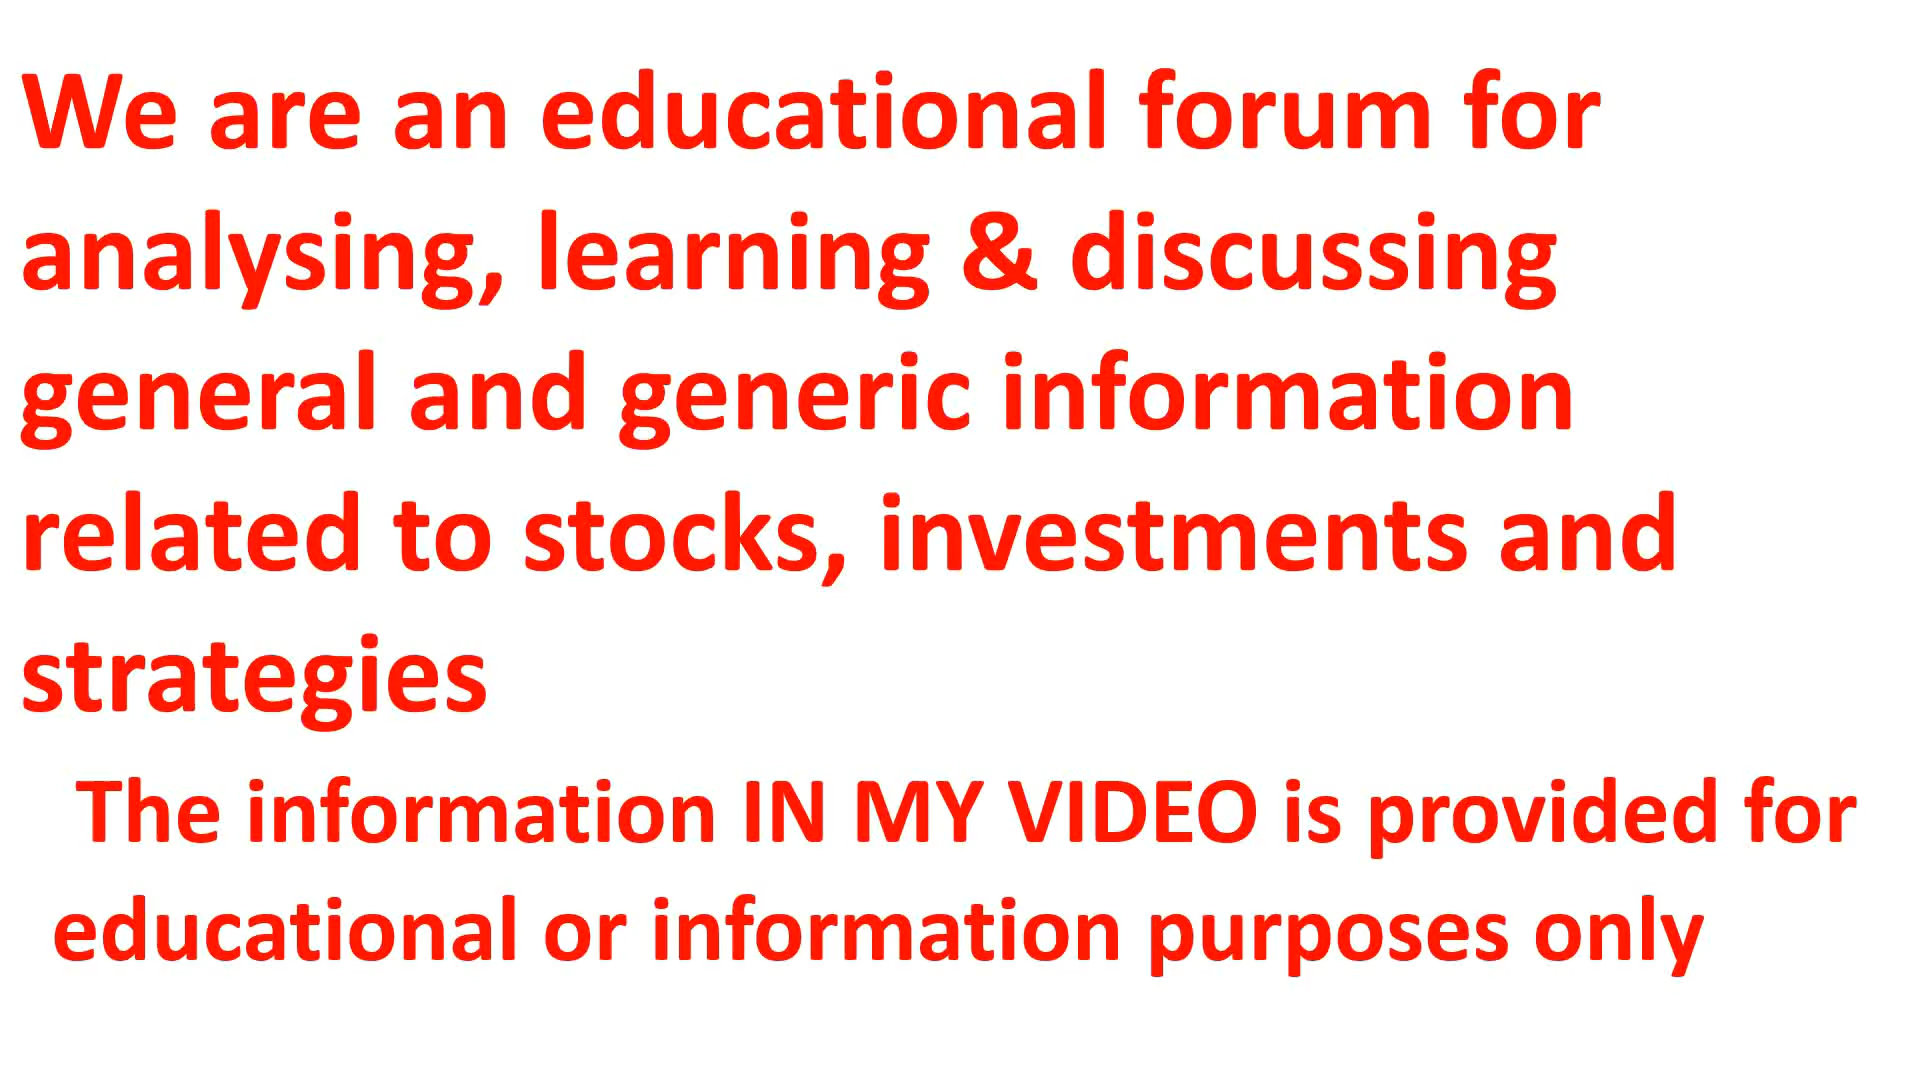 We are an educational forum for
analysing, learning & discussing
general and generic information
related to stocks, investments and
strategies
The information IN MY VIDEO is provided for
educational or information purposes only